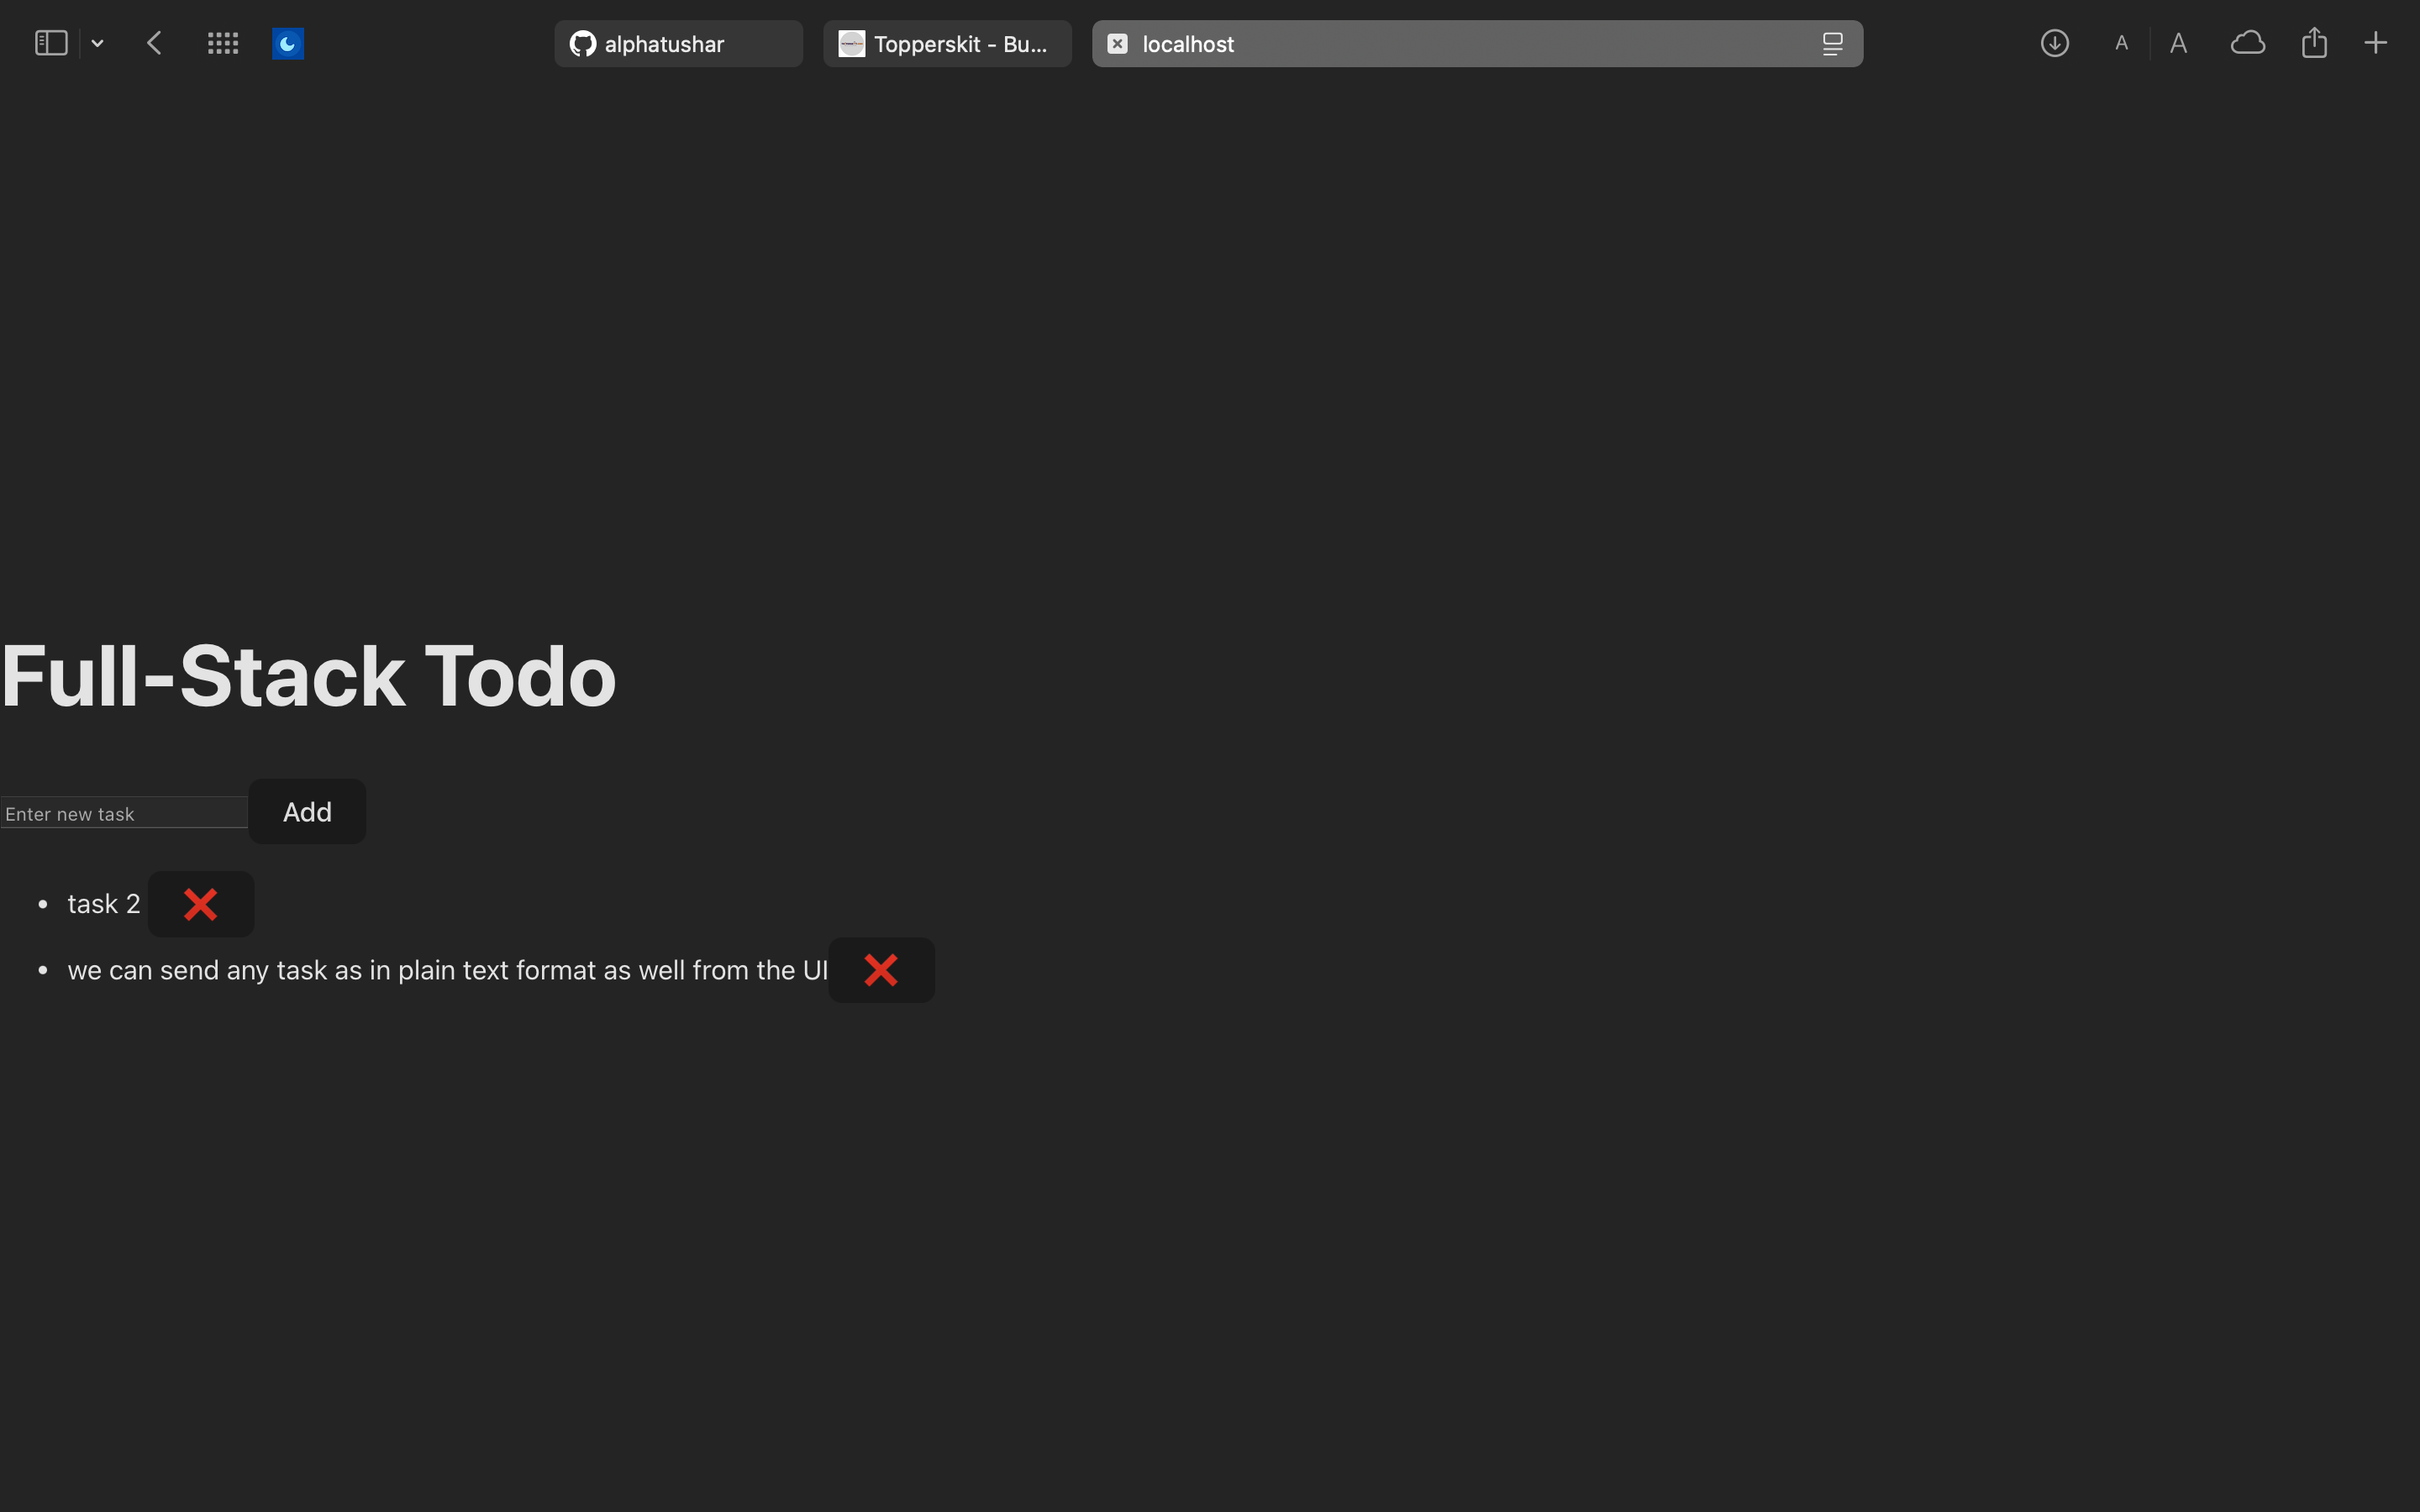 alphatushar
Topperskit - Bu...
localhost
A A
Full-Stack Todo
Enter new task
Add
• task 2 ❌
• we can send any task as in plain text format as well from the UI ❌